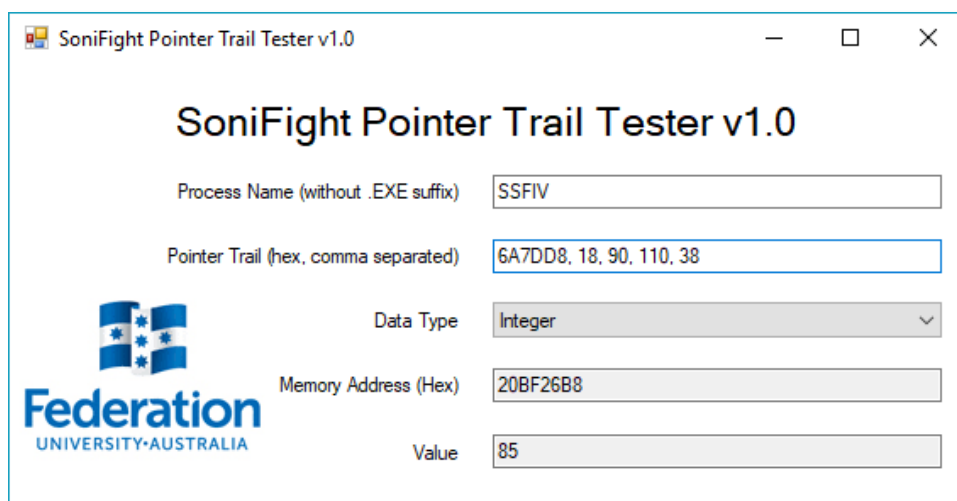 SoniFight Pointer Trail Tester v1.0
SoniFight Pointer Trail Tester v1.0
Process Name (without .EXE suffix) SSFIV
Pointer Trail (hex, comma separated) 6A7DD8, 18, 90, 110, 38
Data Type Integer
Memory Address (Hex) 20BF26B8
Federation
UNIVERSITY•AUSTRALIA
Value 85